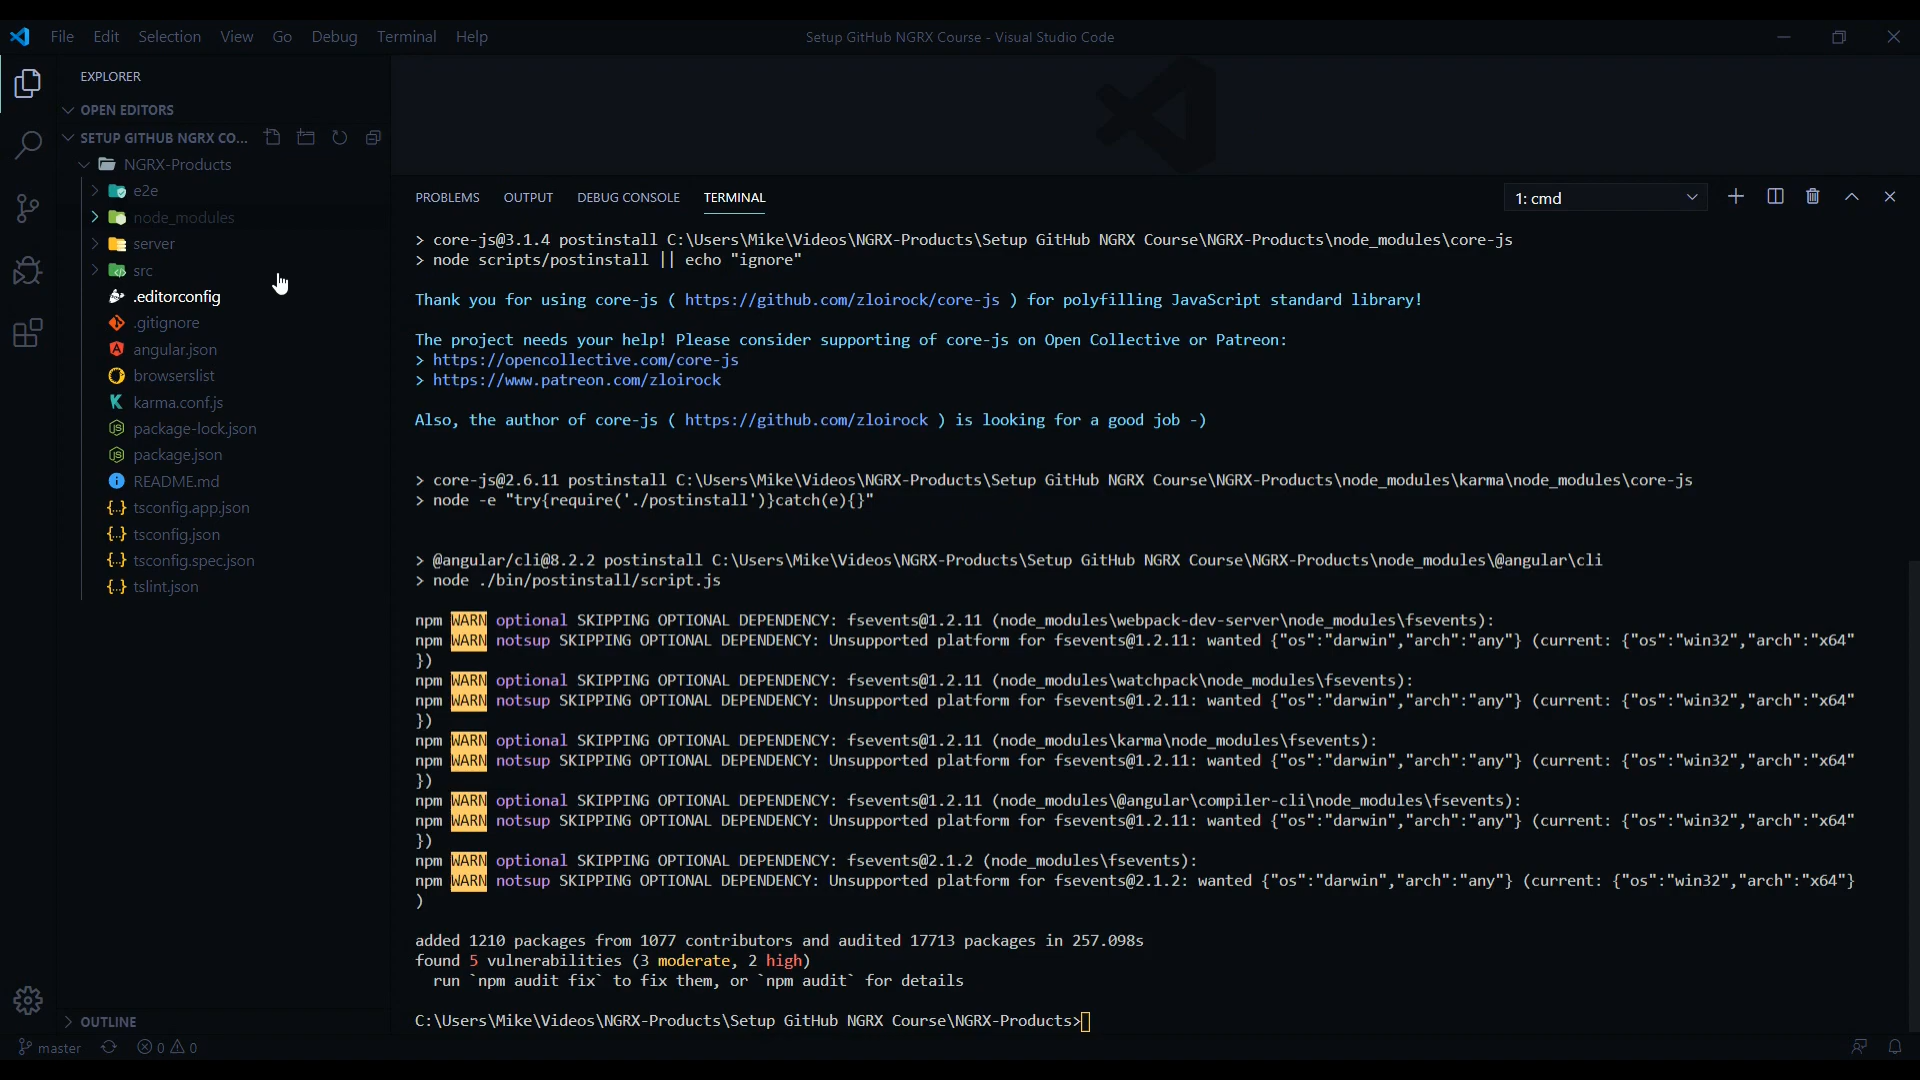 File Edit Selection View Go Debug Terminal Help
Setup GitHub NGRX Course - Visual Studio Code
EXPLORER
OPEN EDITORS
SETUP GITHUB NGRX CO...
NGRX-Products
e2e
node_modules
server
src
.editorconfig
.gitignore
angular.json
browserslist
karma.conf.js
package-lock.json
package.json
README.md
tsconfig.app.json
tsconfig.json
tsconfig.spec.json
tslint.json
OUTLINE
PROBLEMS OUTPUT DEBUG CONSOLE TERMINAL
1: cmd
> core-js@3.1.4 postinstall C:\Users\Mike\Videos\NGRX-Products\Setup GitHub NGRX Course\NGRX-Products\node_modules\core-js
> node scripts/postinstall || echo "ignore"
Thank you for using core-js ( https://github.com/zloirock/core-js ) for polyfilling JavaScript standard library!
The project needs your help! Please consider supporting of core-js on Open Collective or Patreon:
> https://opencollective.com/core-js
> https://www.patreon.com/zloirock
Also, the author of core-js ( https://github.com/zloirock ) is looking for a good job -)
> core-js@2.6.11 postinstall C:\Users\Mike\Videos\NGRX-Products\Setup GitHub NGRX Course\NGRX-Products\node_modules\karma\node_modules\core-js
> node -e "try{require('./postinstall')}catch(e){}"
> @angular/cli@8.2.2 postinstall C:\Users\Mike\Videos\NGRX-Products\Setup GitHub NGRX Course\NGRX-Products\node_modules\@angular\cli
> node ./bin/postinstall/script.js
npm WARN optional SKIPPING OPTIONAL DEPENDENCY: fsevents@1.2.11 (node_modules\webpack-dev-server\node_modules\fsevents):
npm WARN notsup SKIPPING OPTIONAL DEPENDENCY: Unsupported platform for fsevents@1.2.11: wanted {"os":"darwin","arch":"any"} (current: {"os":"win32","arch":"x64"
})
npm WARN optional SKIPPING OPTIONAL DEPENDENCY: fsevents@1.2.11 (node_modules\watchpack\node_modules\fsevents):
npm WARN notsup SKIPPING OPTIONAL DEPENDENCY: Unsupported platform for fsevents@1.2.11: wanted {"os":"darwin","arch":"any"} (current: {"os":"win32","arch":"x64"
})
npm WARN optional SKIPPING OPTIONAL DEPENDENCY: fsevents@1.2.11 (node_modules\karma\node_modules\fsevents):
npm WARN notsup SKIPPING OPTIONAL DEPENDENCY: Unsupported platform for fsevents@1.2.11: wanted {"os":"darwin","arch":"any"} (current: {"os":"win32","arch":"x64"
})
npm WARN optional SKIPPING OPTIONAL DEPENDENCY: fsevents@1.2.11 (node_modules\@angular\compiler-cli\node_modules\fsevents):
npm WARN notsup SKIPPING OPTIONAL DEPENDENCY: Unsupported platform for fsevents@1.2.11: wanted {"os":"darwin","arch":"any"} (current: {"os":"win32","arch":"x64"
})
npm WARN optional SKIPPING OPTIONAL DEPENDENCY: fsevents@2.1.2 (node_modules\fsevents):
npm WARN notsup SKIPPING OPTIONAL DEPENDENCY: Unsupported platform for fsevents@2.1.2: wanted {"os":"darwin","arch":"any"} (current: {"os":"win32","arch":"x64"}
)
added 1210 packages from 1077 contributors and audited 17713 packages in 257.098s
found 5 vulnerabilities (3 moderate, 2 high)
run `npm audit fix` to fix them, or `npm audit` for details
C:\Users\Mike\Videos\NGRX-Products\Setup GitHub NGRX Course\NGRX-Products>
master 0 0